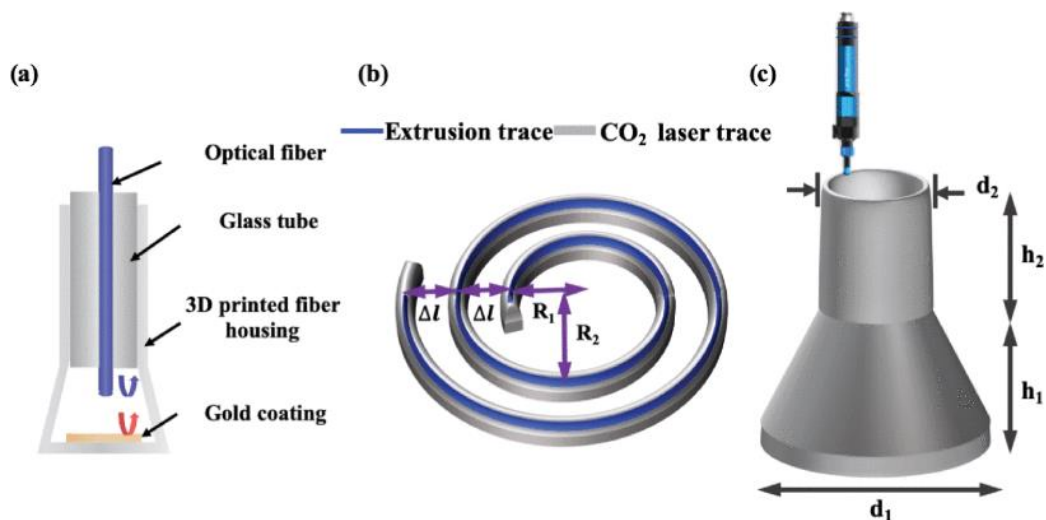 (a)
Optical fiber
Glass tube
3D printed fiber
housing
Gold coating
(b)
Extrusion trace
CO₂ laser trace
Δl
Δl
R₁
R₂
(c)
d₂
h₂
h₁
d₁